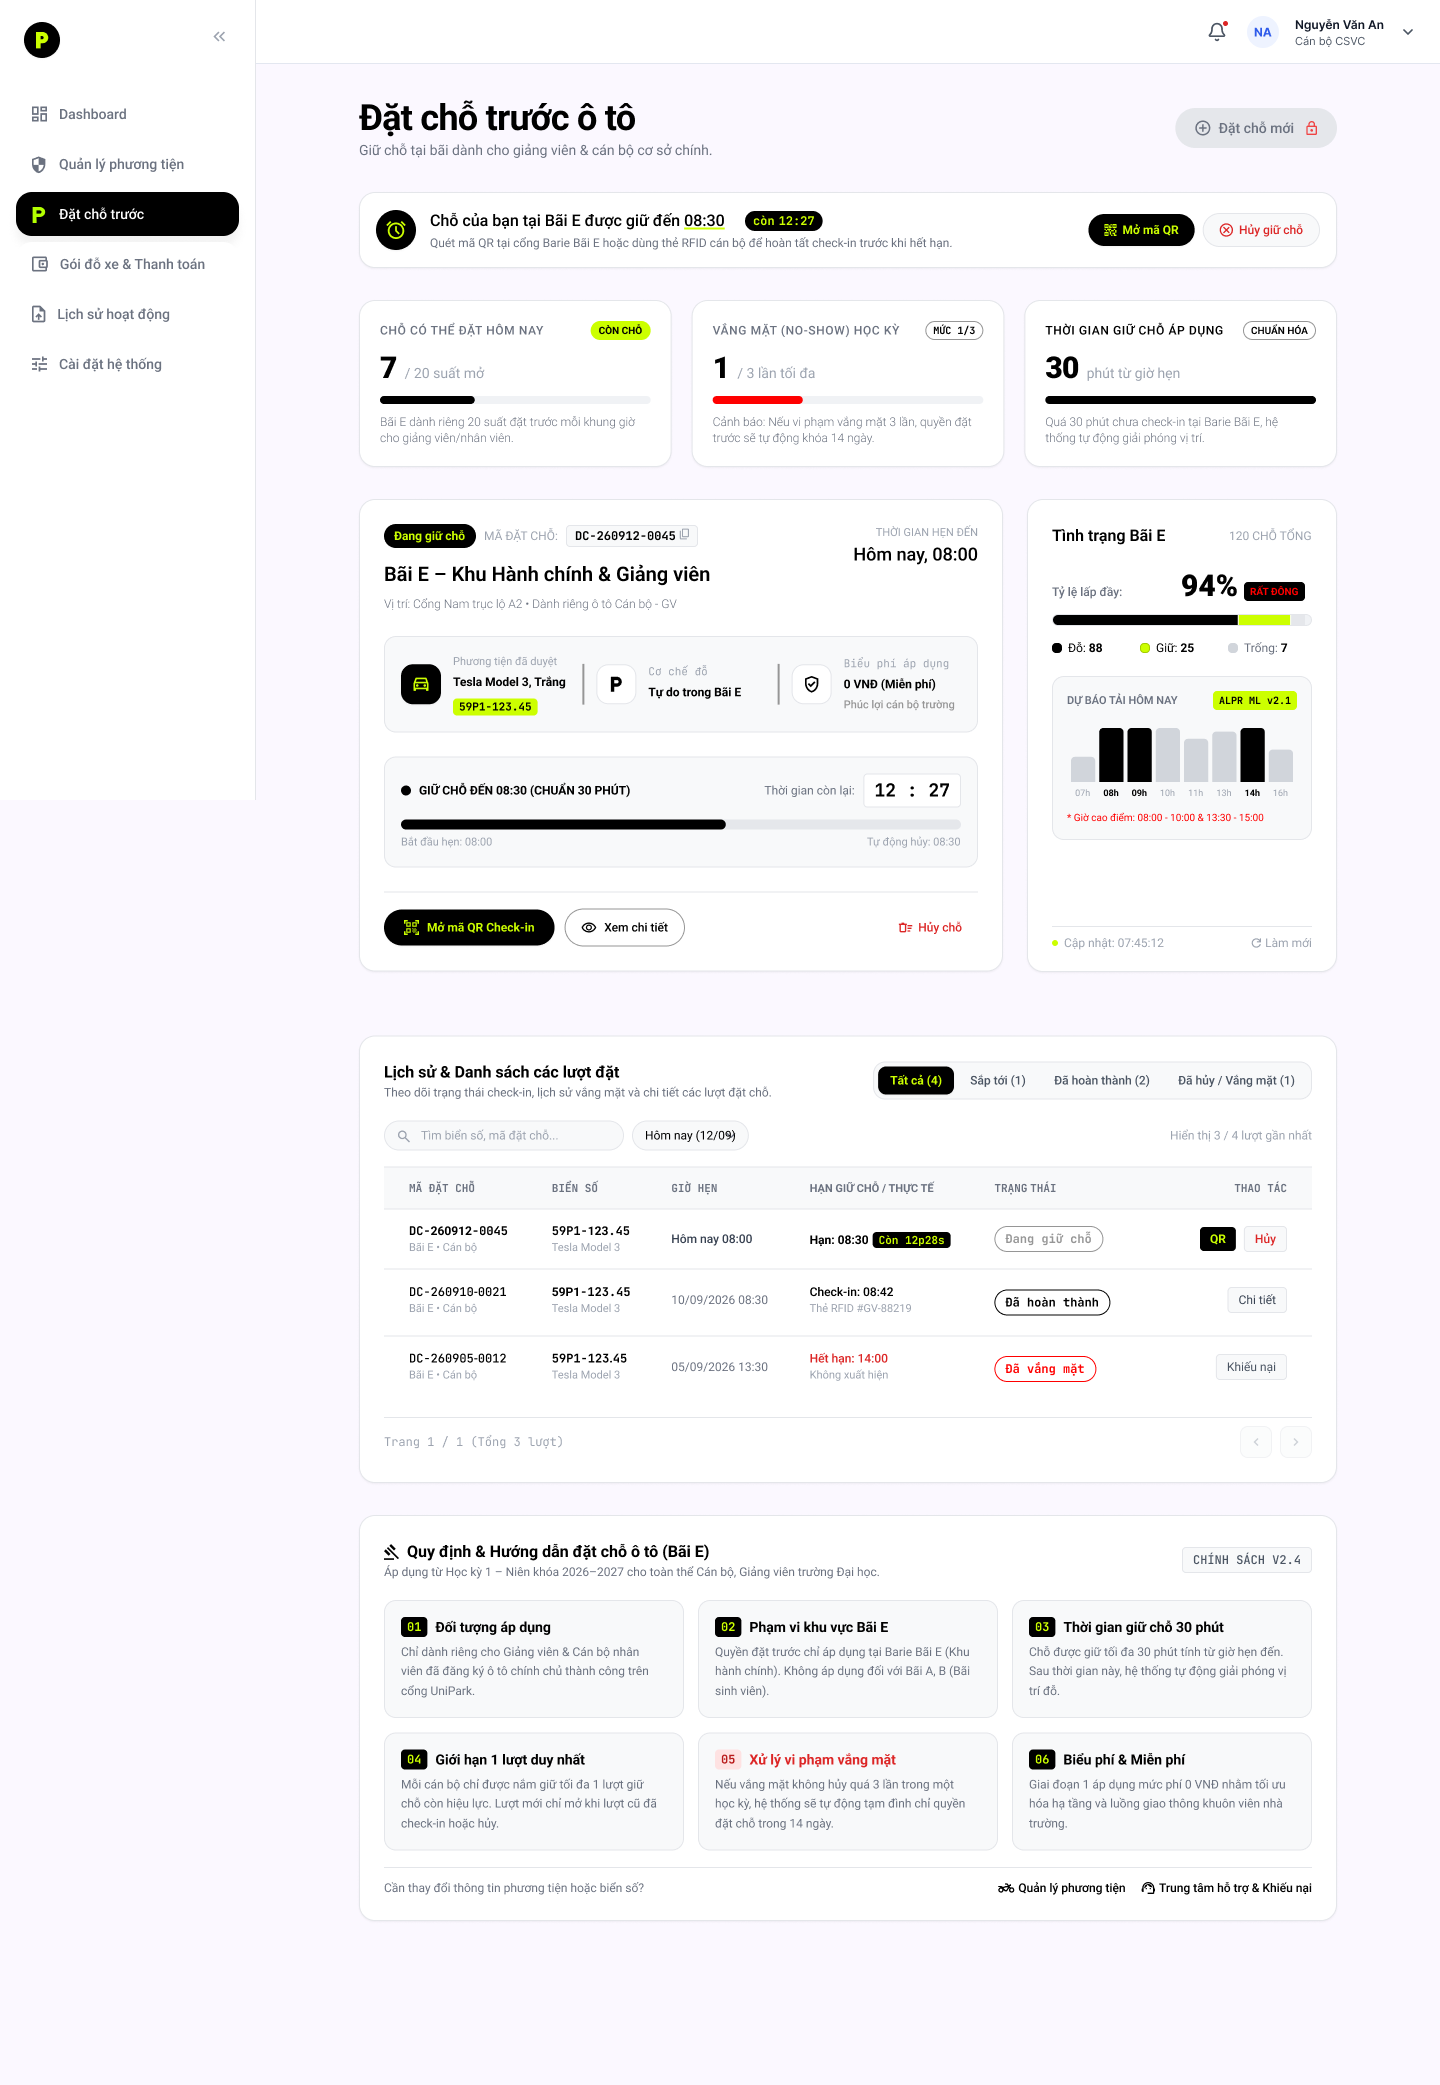 P
Dashboard
Quản lý phương tiện
P Đặt chỗ trước
Gói đỗ xe & Thanh toán
Lịch sử hoạt động
Cài đặt hệ thống
NA
Nguyễn Văn An
Cán bộ CSVC
Đặt chỗ trước ô tô
Giữ chỗ tại bãi dành cho giảng viên & cán bộ cơ sở chính.
Đặt chỗ mới
Chỗ của bạn tại Bãi E được giữ đến 08:30 còn 12:27
Quét mã QR tại cổng Barie Bãi E hoặc dùng thẻ RFID cán bộ để hoàn tất check-in trước khi hết hạn.
Mở mã QR
Hủy giữ chỗ
CHỖ CÓ THỂ ĐẶT HÔM NAY CÒN CHỖ
7 / 20 suất mở
Bãi E dành riêng 20 suất đặt trước mỗi khung giờ
cho giảng viên/nhân viên.
VẮNG MẶT (NO-SHOW) HỌC KỲ MỨC 1/3
1 / 3 lần tối đa
Cảnh báo: Nếu vi phạm vắng mặt 3 lần, quyền đặt
trước sẽ tự động khóa 14 ngày.
THỜI GIAN GIỮ CHỖ ÁP DỤNG CHUẨN HÓA
30 phút từ giờ hẹn
Quá 30 phút chưa check-in tại Barie Bãi E, hệ
thống tự động giải phóng vị trí.
Đang giữ chỗ MÃ ĐẶT CHỖ: DC-260912-0045
THỜI GIAN HẸN ĐẾN
Hôm nay, 08:00
Bãi E – Khu Hành chính & Giảng viên
Vị trí: Cổng Nam trục lộ A2 • Dành riêng ô tô Cán bộ - GV
Phương tiện đã duyệt
Tesla Model 3, Trắng
59P1-123.45
P
Cơ chế đỗ
Tự do trong Bãi E
Biểu phí áp dụng
0 VNĐ (Miễn phí)
Phúc lợi cán bộ trường
GIỮ CHỖ ĐẾN 08:30 (CHUẨN 30 PHÚT)
Thời gian còn lại: 12 : 27
Bắt đầu hẹn: 08:00
Tự động hủy: 08:30
Mở mã QR Check-in
Xem chi tiết
Hủy chỗ
Tình trạng Bãi E
120 CHỖ TỔNG
Tỷ lệ lấp đầy: 94% RẤT ĐÔNG
Đỗ: 88
Giữ: 25
Trống: 7
DỰ BÁO TẢI HÔM NAY ALPR ML v2.1
07h 08h 09h 10h 11h 13h 14h 16h
* Giờ cao điểm: 08:00 - 10:00 & 13:30 - 15:00
Cập nhật: 07:45:12
Làm mới
Lịch sử & Danh sách các lượt đặt
Theo dõi trạng thái check-in, lịch sử vắng mặt và chi tiết các lượt đặt chỗ.
Tất cả (4) Sắp tới (1) Đã hoàn thành (2) Đã hủy / Vắng mặt (1)
Tìm biển số, mã đặt chỗ...
Hôm nay (12/09)
Hiển thị 3 / 4 lượt gần nhất
MÃ ĐẶT CHỖ BIỂN SỐ GIỜ HẸN HẠN GIỮ CHỖ / THỰC TẾ TRẠNG THÁI THAO TÁC
DC-260912-0045
Bãi E • Cán bộ
59P1-123.45
Tesla Model 3
Hôm nay 08:00
Hạn: 08:30 Còn 12p28s
Đang giữ chỗ
QR Hủy
DC-260910-0021
Bãi E • Cán bộ
59P1-123.45
Tesla Model 3
10/09/2026 08:30
Check-in: 08:42
Thẻ RFID #GV-88219
Đã hoàn thành
Chi tiết
DC-260905-0012
Bãi E • Cán bộ
59P1-123.45
Tesla Model 3
05/09/2026 13:30
Hết hạn: 14:00
Không xuất hiện
Đã vắng mặt
Khiếu nại
Trang 1 / 1 (Tổng 3 lượt)
Quy định & Hướng dẫn đặt chỗ ô tô (Bãi E)
Áp dụng từ Học kỳ 1 – Niên khóa 2026–2027 cho toàn thể Cán bộ, Giảng viên trường Đại học.
CHÍNH SÁCH V2.4
01 Đối tượng áp dụng
Chỉ dành riêng cho Giảng viên & Cán bộ nhân
viên đã đăng ký ô tô chính chủ thành công trên
cổng UniPark.
02 Phạm vi khu vực Bãi E
Quyền đặt trước chỉ áp dụng tại Barie Bãi E (Khu
hành chính). Không áp dụng đối với Bãi A, B (Bãi
sinh viên).
03 Thời gian giữ chỗ 30 phút
Chỗ được giữ tối đa 30 phút tính từ giờ hẹn đến.
Sau thời gian này, hệ thống tự động giải phóng vị
trí đỗ.
04 Giới hạn 1 lượt duy nhất
Mỗi cán bộ chỉ được nắm giữ tối đa 1 lượt giữ
chỗ còn hiệu lực. Lượt mới chỉ mở khi lượt cũ đã
check-in hoặc hủy.
05 Xử lý vi phạm vắng mặt
Nếu vắng mặt không hủy quá 3 lần trong một
học kỳ, hệ thống sẽ tự động tạm đình chỉ quyền
đặt chỗ trong 14 ngày.
06 Biểu phí & Miễn phí
Giai đoạn 1 áp dụng mức phí 0 VNĐ nhằm tối ưu
hóa hạ tầng và luồng giao thông khuôn viên nhà
trường.
Cần thay đổi thông tin phương tiện hoặc biển số?
Quản lý phương tiện
Trung tâm hỗ trợ & Khiếu nại